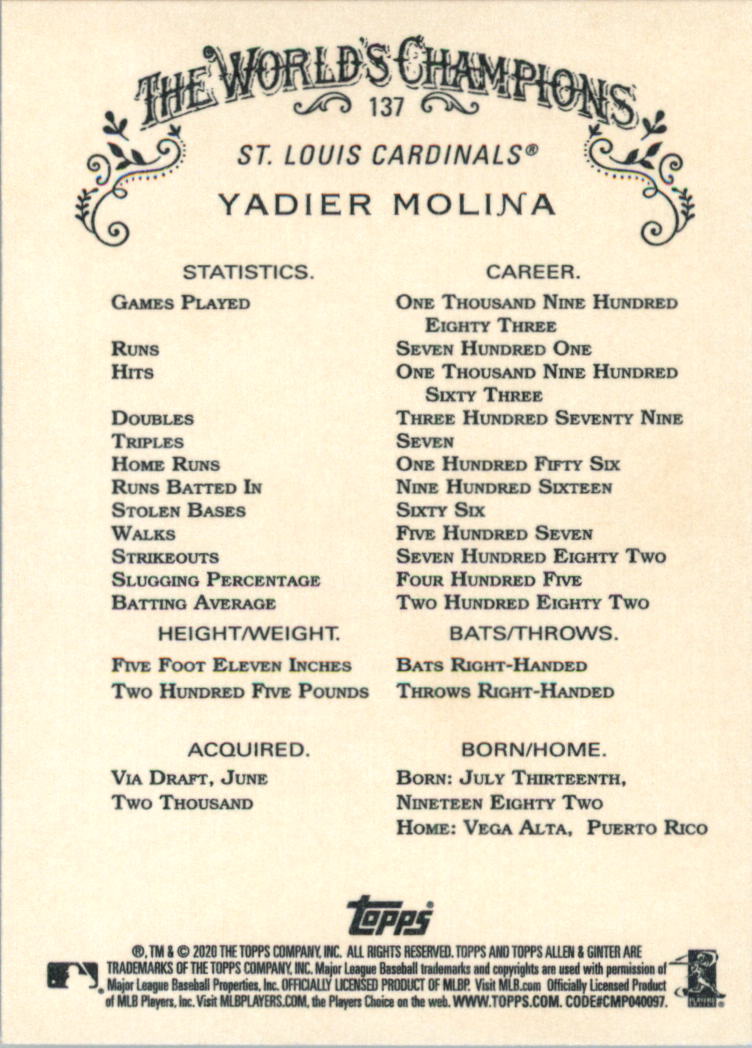 THE WORLD'S CHAMPIONS
137
ST. LOUIS CARDINALS®
YADIER MOLINA
STATISTICS. CAREER.
GAMES PLAYED ONE THOUSAND NINE HUNDRED
EIGHTY THREE
RUNS SEVEN HUNDRED ONE
HITS ONE THOUSAND NINE HUNDRED
SIXTY THREE
DOUBLES THREE HUNDRED SEVENTY NINE
TRIPLES SEVEN
HOME RUNS ONE HUNDRED FIFTY SIX
RUNS BATTED IN NINE HUNDRED SIXTEEN
STOLEN BASES SIXTY SIX
WALKS FIVE HUNDRED SEVEN
STRIKEOUTS SEVEN HUNDRED EIGHTY TWO
SLUGGING PERCENTAGE FOUR HUNDRED FIVE
BATTING AVERAGE TWO HUNDRED EIGHTY TWO
HEIGHT/WEIGHT. BATS/THROWS.
FIVE FOOT ELEVEN INCHES BATS RIGHT-HANDED
TWO HUNDRED FIVE POUNDS THROWS RIGHT-HANDED
ACQUIRED. BORN/HOME.
VIA DRAFT, JUNE BORN: JULY THIRTEENTH,
TWO THOUSAND NINETEEN EIGHTY TWO
HOME: VEGA ALTA, PUERTO RICO
topps®
®, TM & © 2020 THE TOPPS COMPANY, INC. ALL RIGHTS RESERVED. TOPPS AND TOPPS ALLEN & GINTER ARE
TRADEMARKS OF THE TOPPS COMPANY, INC. Major League Baseball trademarks and copyrights are used with permission of
Major League Baseball Properties, Inc. OFFICIALLY LICENSED PRODUCT OF MLBP. Visit MLB.com Officially Licensed Product
of MLB Players, Inc. Visit MLBPLAYERS.COM, the Players Choice on the web. WWW.TOPPS.COM. CODE#CMP040097.